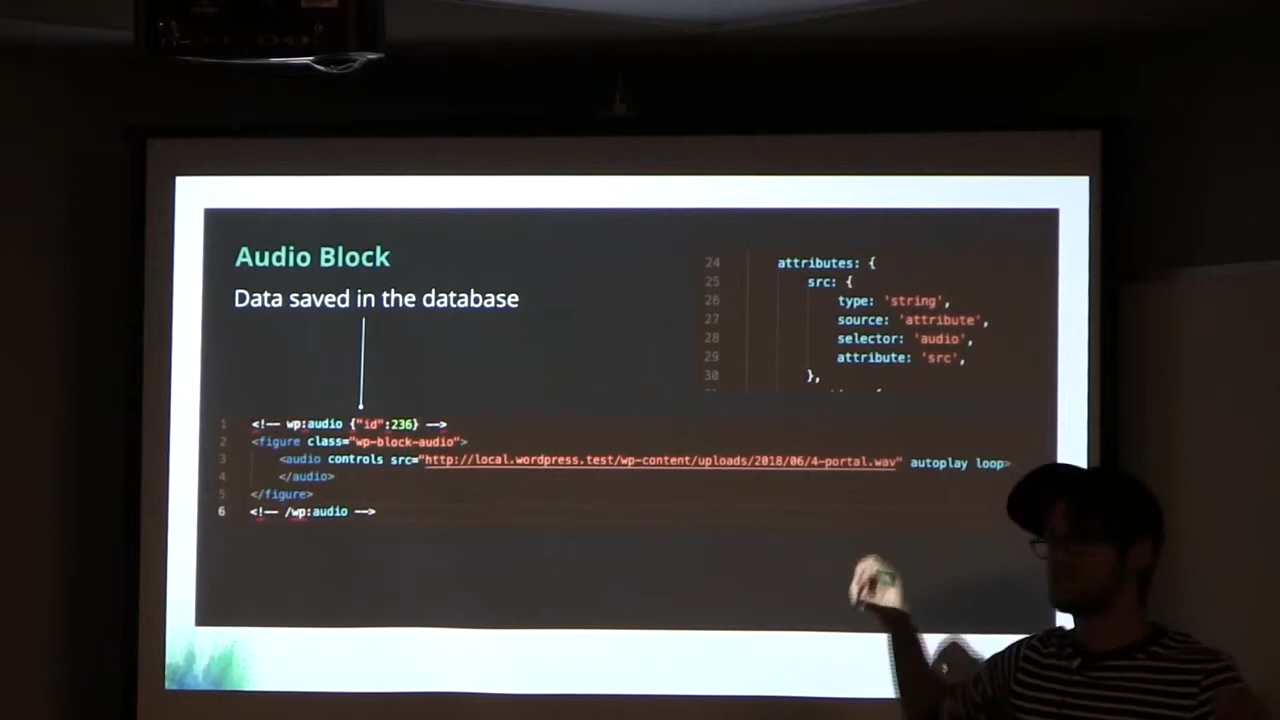 Audio Block
Data saved in the database
24 attributes: {
25 src: {
26 type: 'string',
27 source: 'attribute',
28 selector: 'audio',
29 attribute: 'src',
30 },
1 <!-- wp:audio {"id":236} -->
2 <figure class="wp-block-audio">
3 <audio controls src="http://local.wordpress.test/wp-content/uploads/2018/06/4-portal.wav" autoplay loop>
4 </audio>
5 </figure>
6 <!-- /wp:audio -->